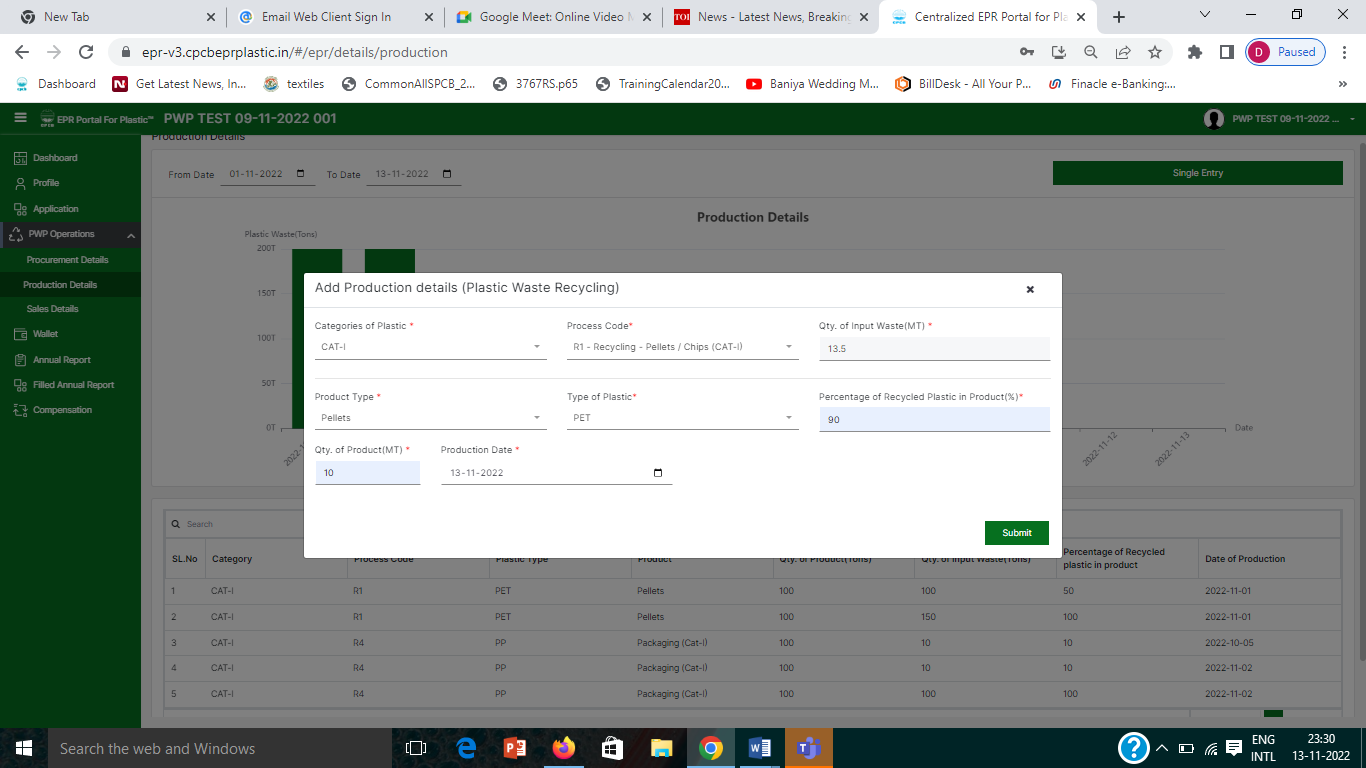 New Tab
Email Web Client Sign In
Google Meet: Online Video M
TOI News - Latest News, Breaking
Centralized EPR Portal for Pla
epr-v3.cpcbeprplastic.in/#/epr/details/production
D Paused
Dashboard
Get Latest News, In...
textiles
CommonAllSPCB_2...
3767RS.p65
TrainingCalendar20...
Baniya Wedding M...
BillDesk - All Your P...
Finacle e-Banking:...
EPR Portal For Plastic™ PWP TEST 09-11-2022 001
PWP TEST 09-11-2022 ...
Dashboard
Profile
Application
PWP Operations
Procurement Details
Production Details
Sales Details
Wallet
Annual Report
Filled Annual Report
Compensation
Production Details
From Date 01-11-2022 To Date 13-11-2022
Single Entry
Production Details
Plastic Waste(Tons)
200T
150T
100T
50T
0T
2022-11-12
2022-11-13
Date
Add Production details (Plastic Waste Recycling)
Categories of Plastic * Process Code* Qty. of Input Waste(MT) *
CAT-I R1 - Recycling - Pellets / Chips (CAT-I) 13.5
Product Type * Type of Plastic* Percentage of Recycled Plastic in Product(%)*
Pellets PET 90
Qty. of Product(MT) * Production Date *
10 13-11-2022
Submit
Search
SL.No Category Process Code Plastic Type Product Qty. of Product(Tons) Qty. of Input Waste(Tons) Percentage of Recycled plastic in product Date of Production
1 CAT-I R1 PET Pellets 100 100 50 2022-11-01
2 CAT-I R1 PET Pellets 100 150 100 2022-11-01
3 CAT-I R4 PP Packaging (Cat-I) 100 10 10 2022-10-05
4 CAT-I R4 PP Packaging (Cat-I) 100 10 10 2022-11-02
5 CAT-I R4 PP Packaging (Cat-I) 100 100 100 2022-11-02
Search the web and Windows
ENG
INTL
23:30
13-11-2022